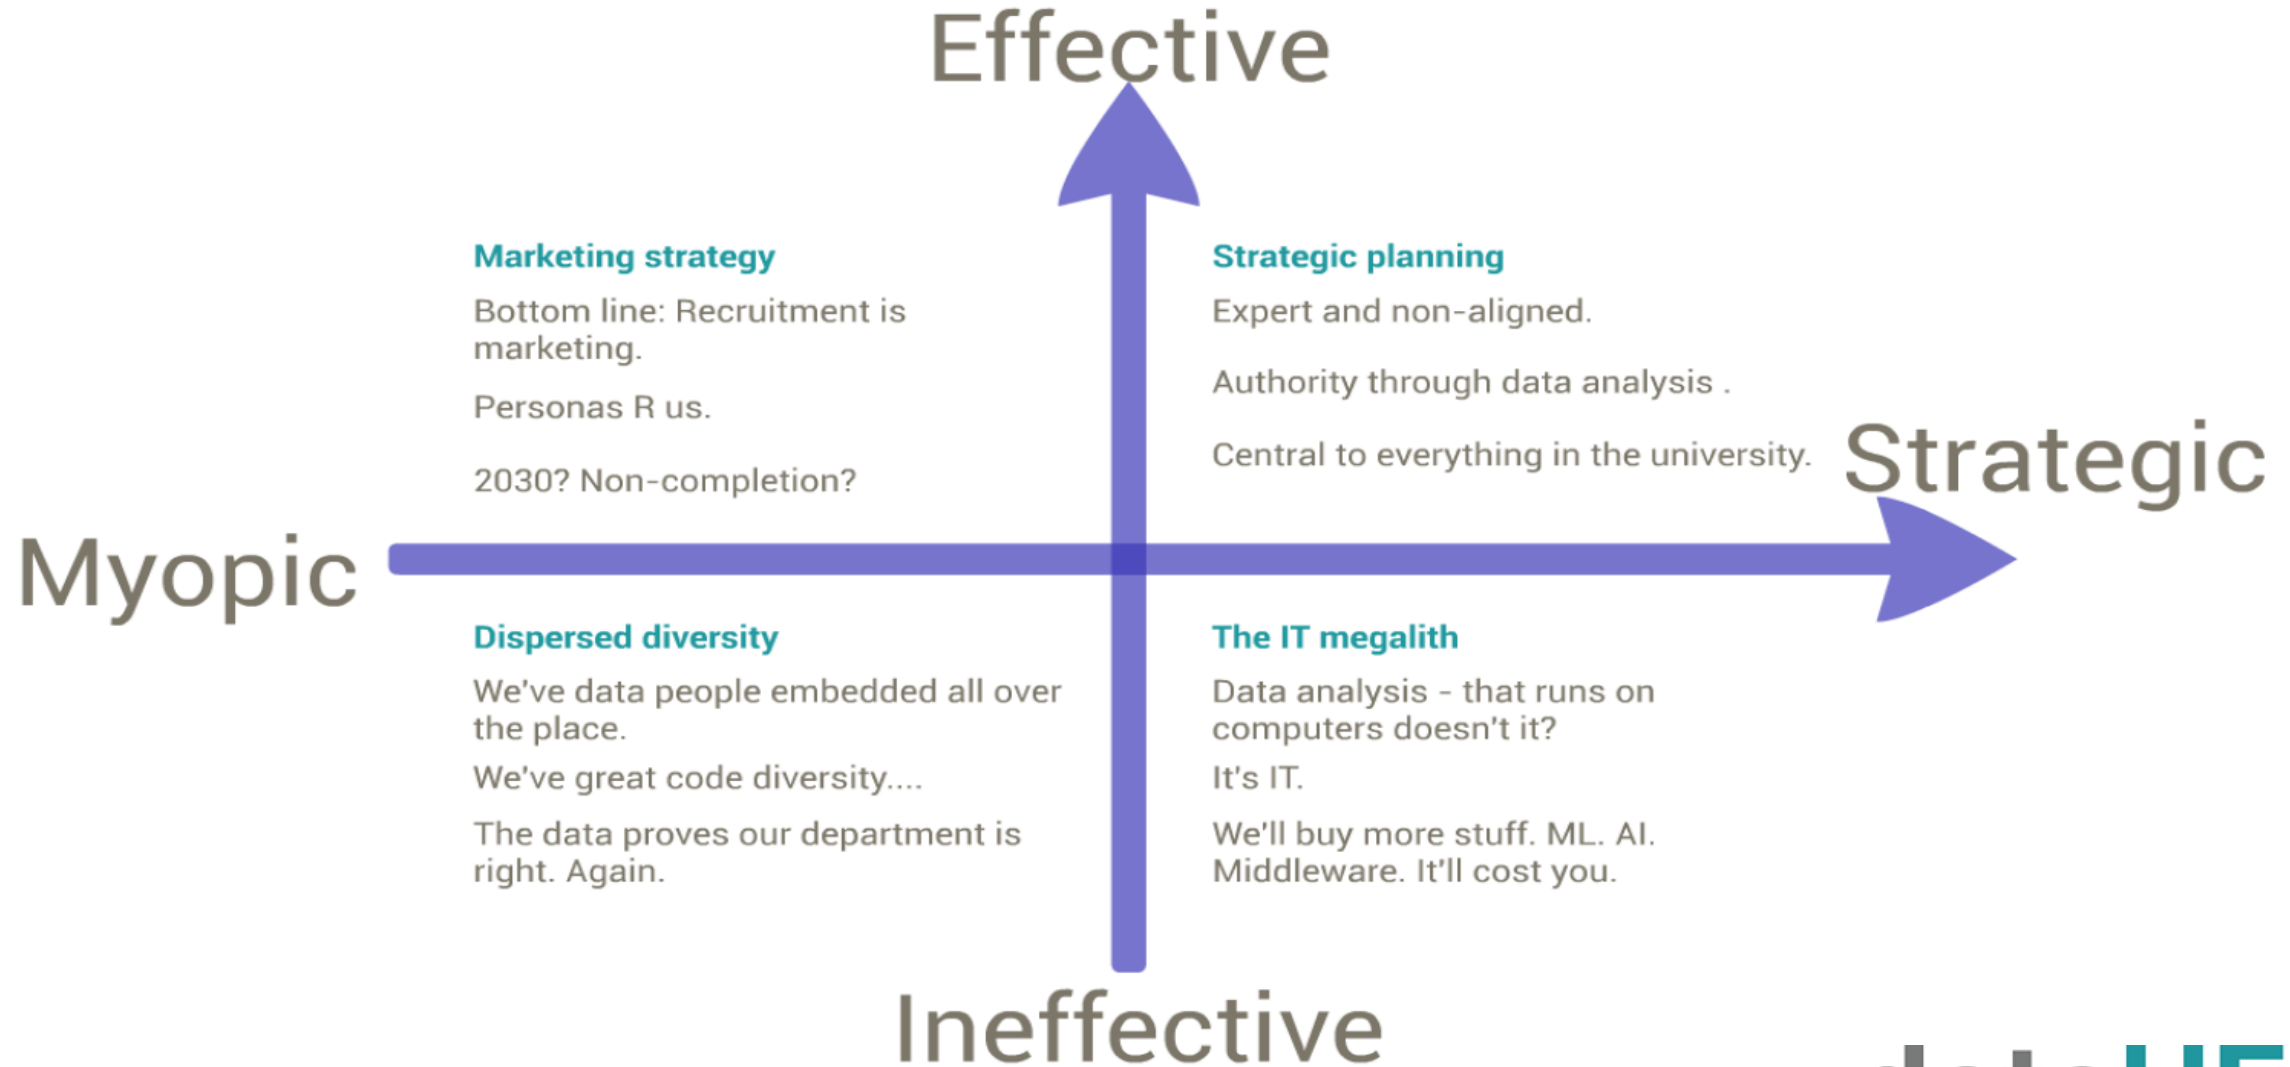 Effective
Marketing strategy
Bottom line: Recruitment is
marketing.
Personas R us.
2030? Non-completion?
Strategic planning
Expert and non-aligned.
Authority through data analysis .
Central to everything in the university.
Strategic
Myopic
Dispersed diversity
We've data people embedded all over
the place.
We've great code diversity....
The data proves our department is
right. Again.
The IT megalith
Data analysis - that runs on
computers doesn't it?
It's IT.
We'll buy more stuff. ML. AI.
Middleware. It'll cost you.
Ineffective